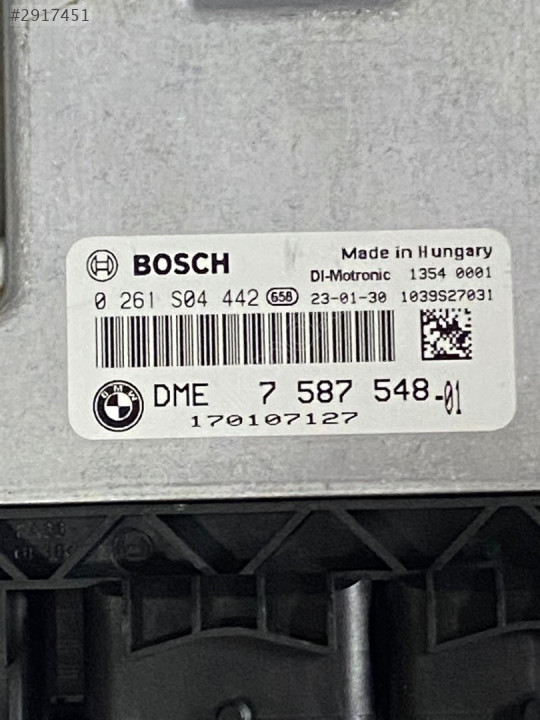 #2917451
BOSCH
Made in Hungary
DI-Motronic 1354 0001
0 261 S04 442 658 23-01-30 1039S27031
BMW
DME 7 587 548-01
170107127